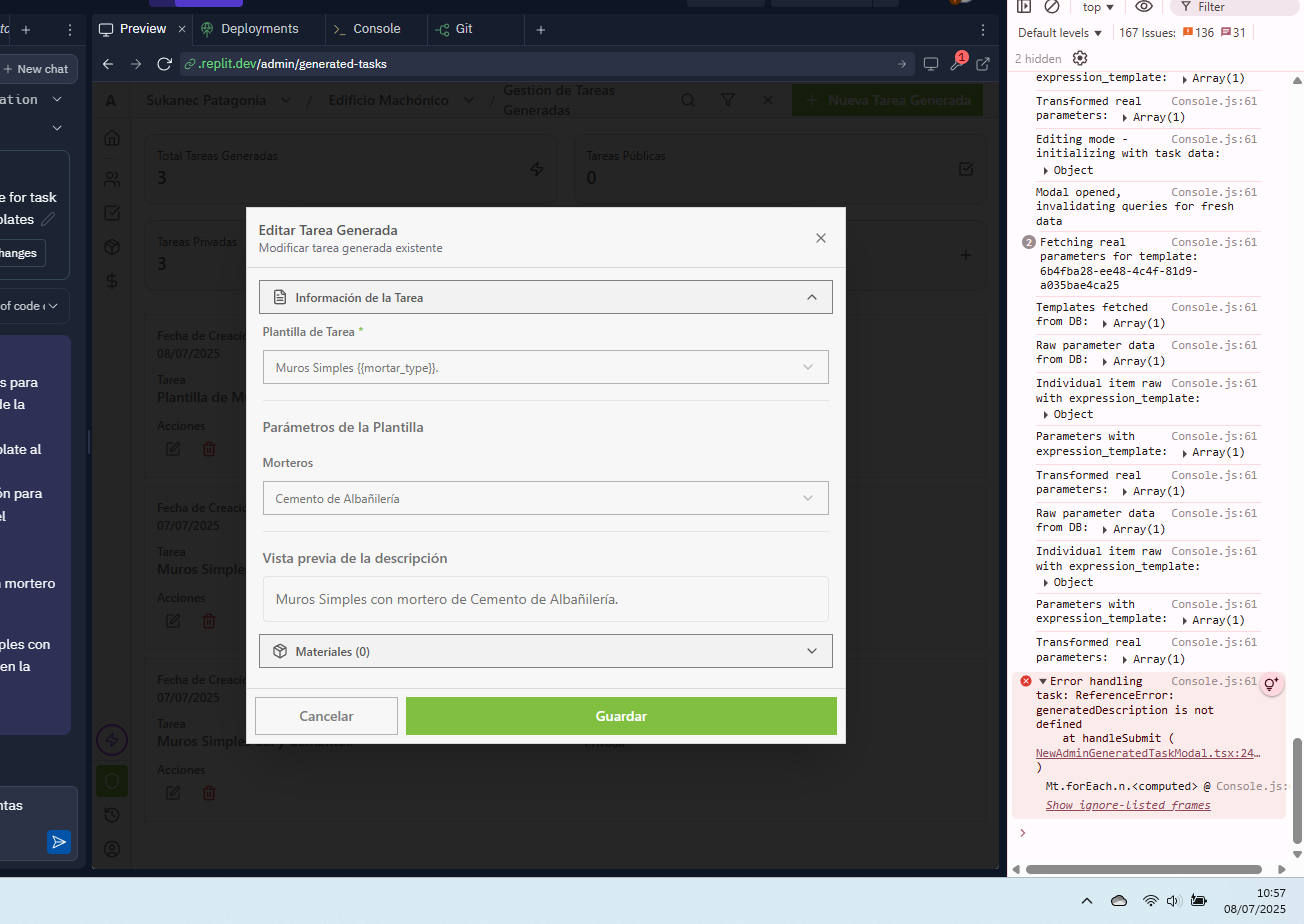 Preview
Deployments
Console
Git
New chat
.replit.dev/admin/generated-tasks
1
ation
e for task
plates
hanges
of code
s para
de la
plate al
ón para
el
mortero
ples con
en la
ntas
A
Sukanec Patagonia / Edificio Machónico / Gestión de Tareas
Generadas
Nueva Tarea Generada
Total Tareas Generadas
3
Tareas Públicas
0
Tareas Privadas
3
Fecha de Creació
08/07/2025
Tarea
Plantilla de M
Acciones
Fecha de Creació
07/07/2025
Tarea
Muros Simple
Acciones
Fecha de Creació
07/07/2025
Tarea
Muros Simple
Acciones
Editar Tarea Generada
Modificar tarea generada existente
Información de la Tarea
Plantilla de Tarea *
Muros Simples {{mortar_type}}.
Parámetros de la Plantilla
Morteros
Cemento de Albañilería
Vista previa de la descripción
Muros Simples con mortero de Cemento de Albañilería.
Materiales (0)
Cancelar
Guardar
top
Filter
Default levels
167 Issues:
136
31
2 hidden
expression_template: Array(1)
Transformed real Console.js:61
parameters: Array(1)
Editing mode - Console.js:61
initializing with task data:
Object
Modal opened, Console.js:61
invalidating queries for fresh
data
2 Fetching real Console.js:61
parameters for template:
6b4fba28-ee48-4c4f-81d9-
a035bae4ca25
Templates fetched Console.js:61
from DB: Array(1)
Raw parameter data Console.js:61
from DB: Array(1)
Individual item raw Console.js:61
with expression_template:
Object
Parameters with Console.js:61
expression_template: Array(1)
Transformed real Console.js:61
parameters: Array(1)
Raw parameter data Console.js:61
from DB: Array(1)
Individual item raw Console.js:61
with expression_template:
Object
Parameters with Console.js:61
expression_template: Array(1)
Transformed real Console.js:61
parameters: Array(1)
Error handling Console.js:61
task: ReferenceError:
generatedDescription is not
defined
at handleSubmit (
NewAdminGeneratedTaskModal.tsx:24…
)
Mt.forEach.n.<computed> @ Console.js:
Show ignore-listed frames
10:57
08/07/2025